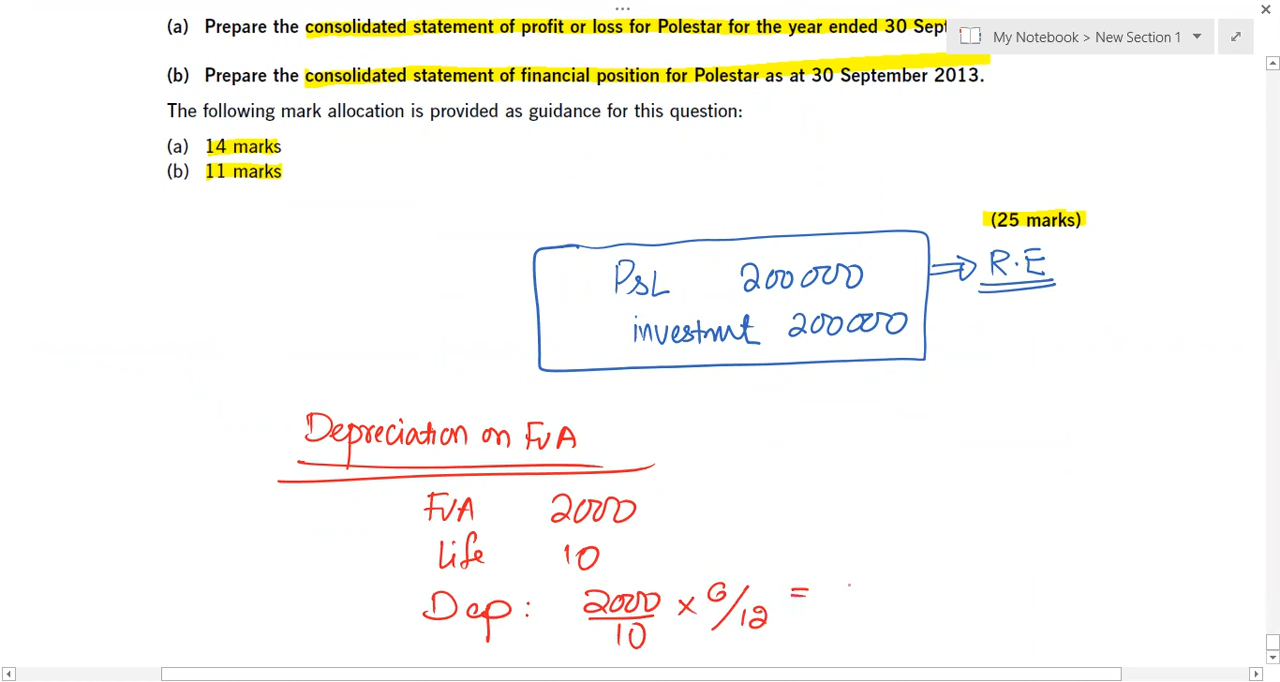 ...
(a) Prepare the consolidated statement of profit or loss for Polestar for the year ended 30 Sept
My Notebook > New Section 1
(b) Prepare the consolidated statement of financial position for Polestar as at 30 September 2013.
The following mark allocation is provided as guidance for this question:
(a) 14 marks
(b) 11 marks
(25 marks)
PsL 200000 ⇒ R.E
investmt 200000
Depreciation on FVA
FVA 2000
life 10
Dep: 2000/10 × 6/12 =